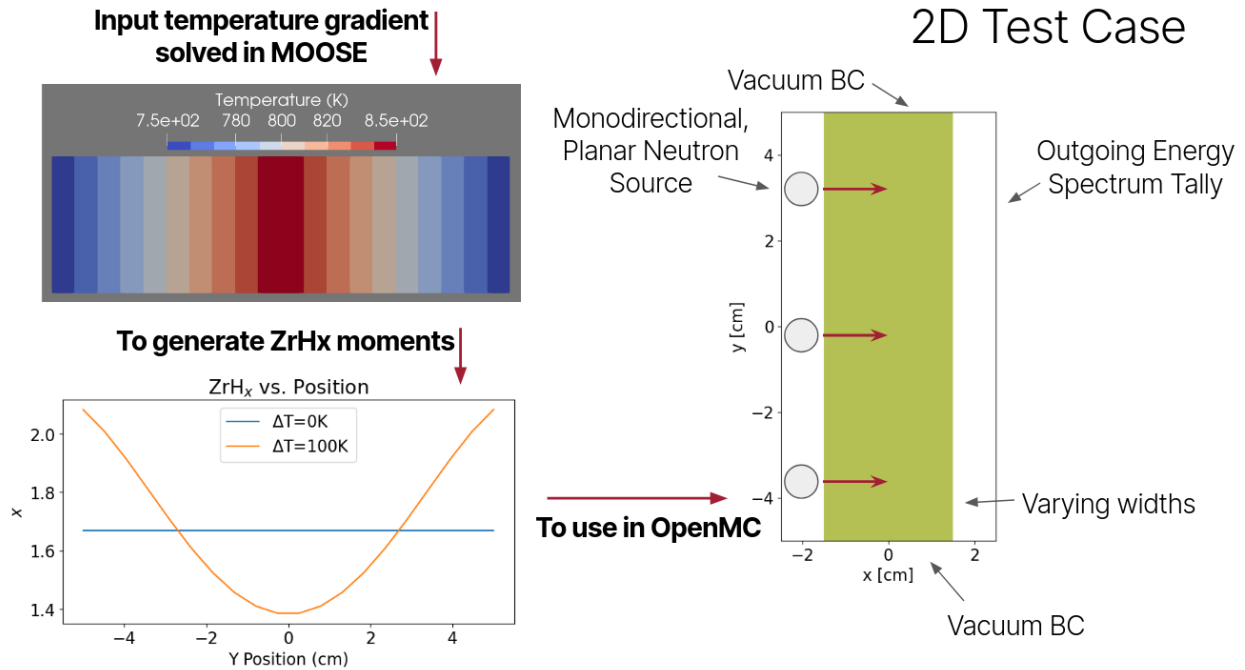 Input temperature gradient
solved in MOOSE
Temperature (K)
7.5e+02 780 800 820 8.5e+02
To generate ZrHx moments
ZrHₓ vs. Position
ΔT=0K
ΔT=100K
2.0
1.8
1.6
1.4
x
−4 −2 0 2 4
Y Position (cm)
To use in OpenMC
2D Test Case
Vacuum BC
Monodirectional,
Planar Neutron
Source
Outgoing Energy
Spectrum Tally
4
2
0
−2
−4
y [cm]
−2 0 2
x [cm]
Varying widths
Vacuum BC